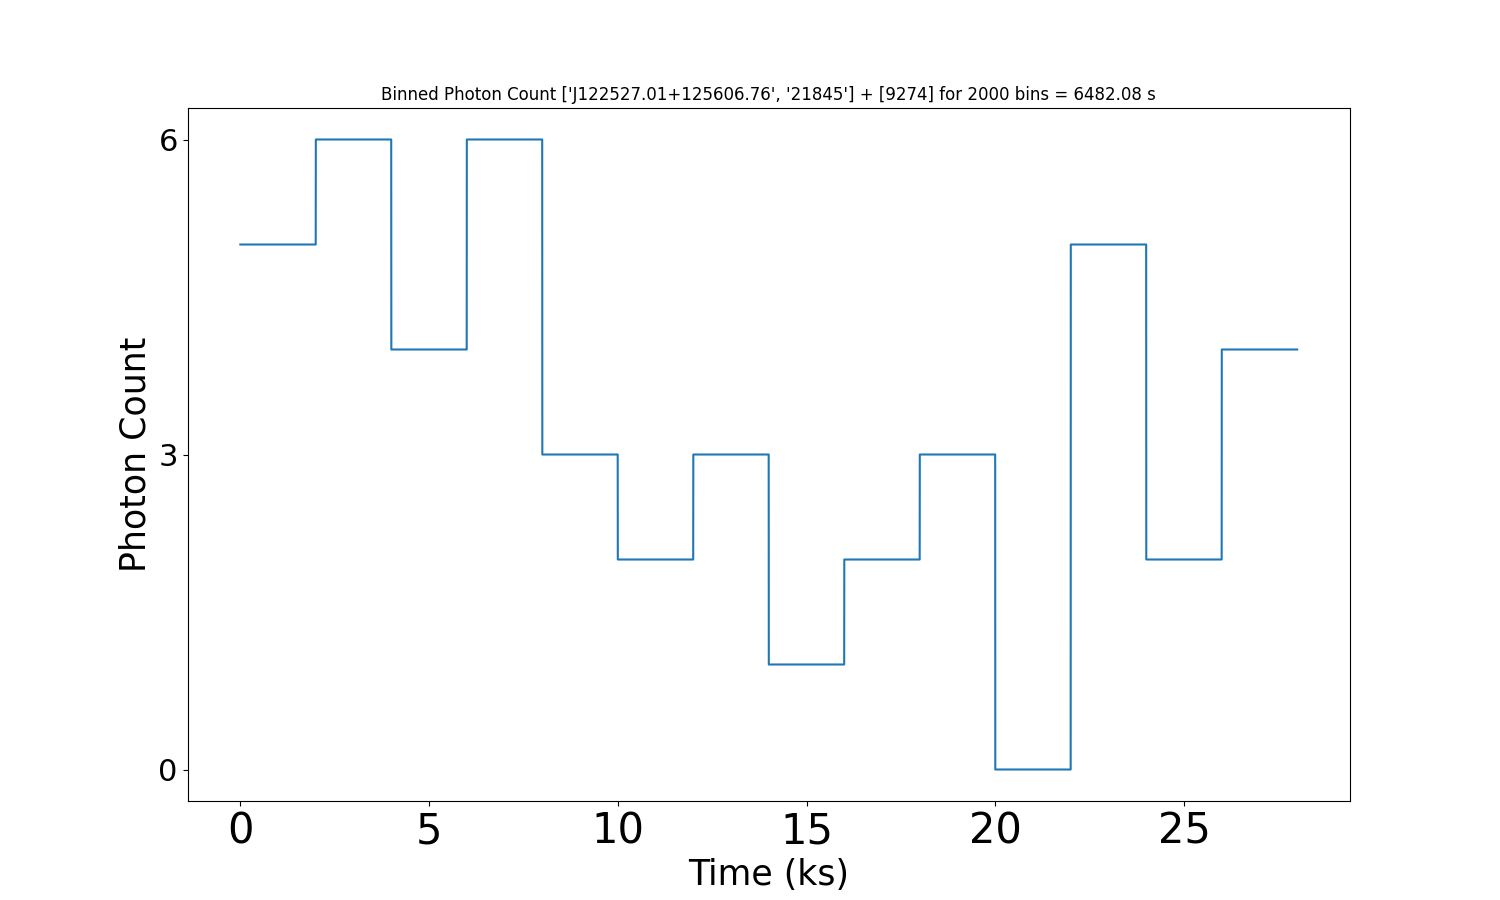 Binned Photon Count ['J122527.01+125606.76', '21845'] + [9274] for 2000 bins = 6482.08 s
6
3
0
Photon Count
0 5 10 15 20 25
Time (ks)